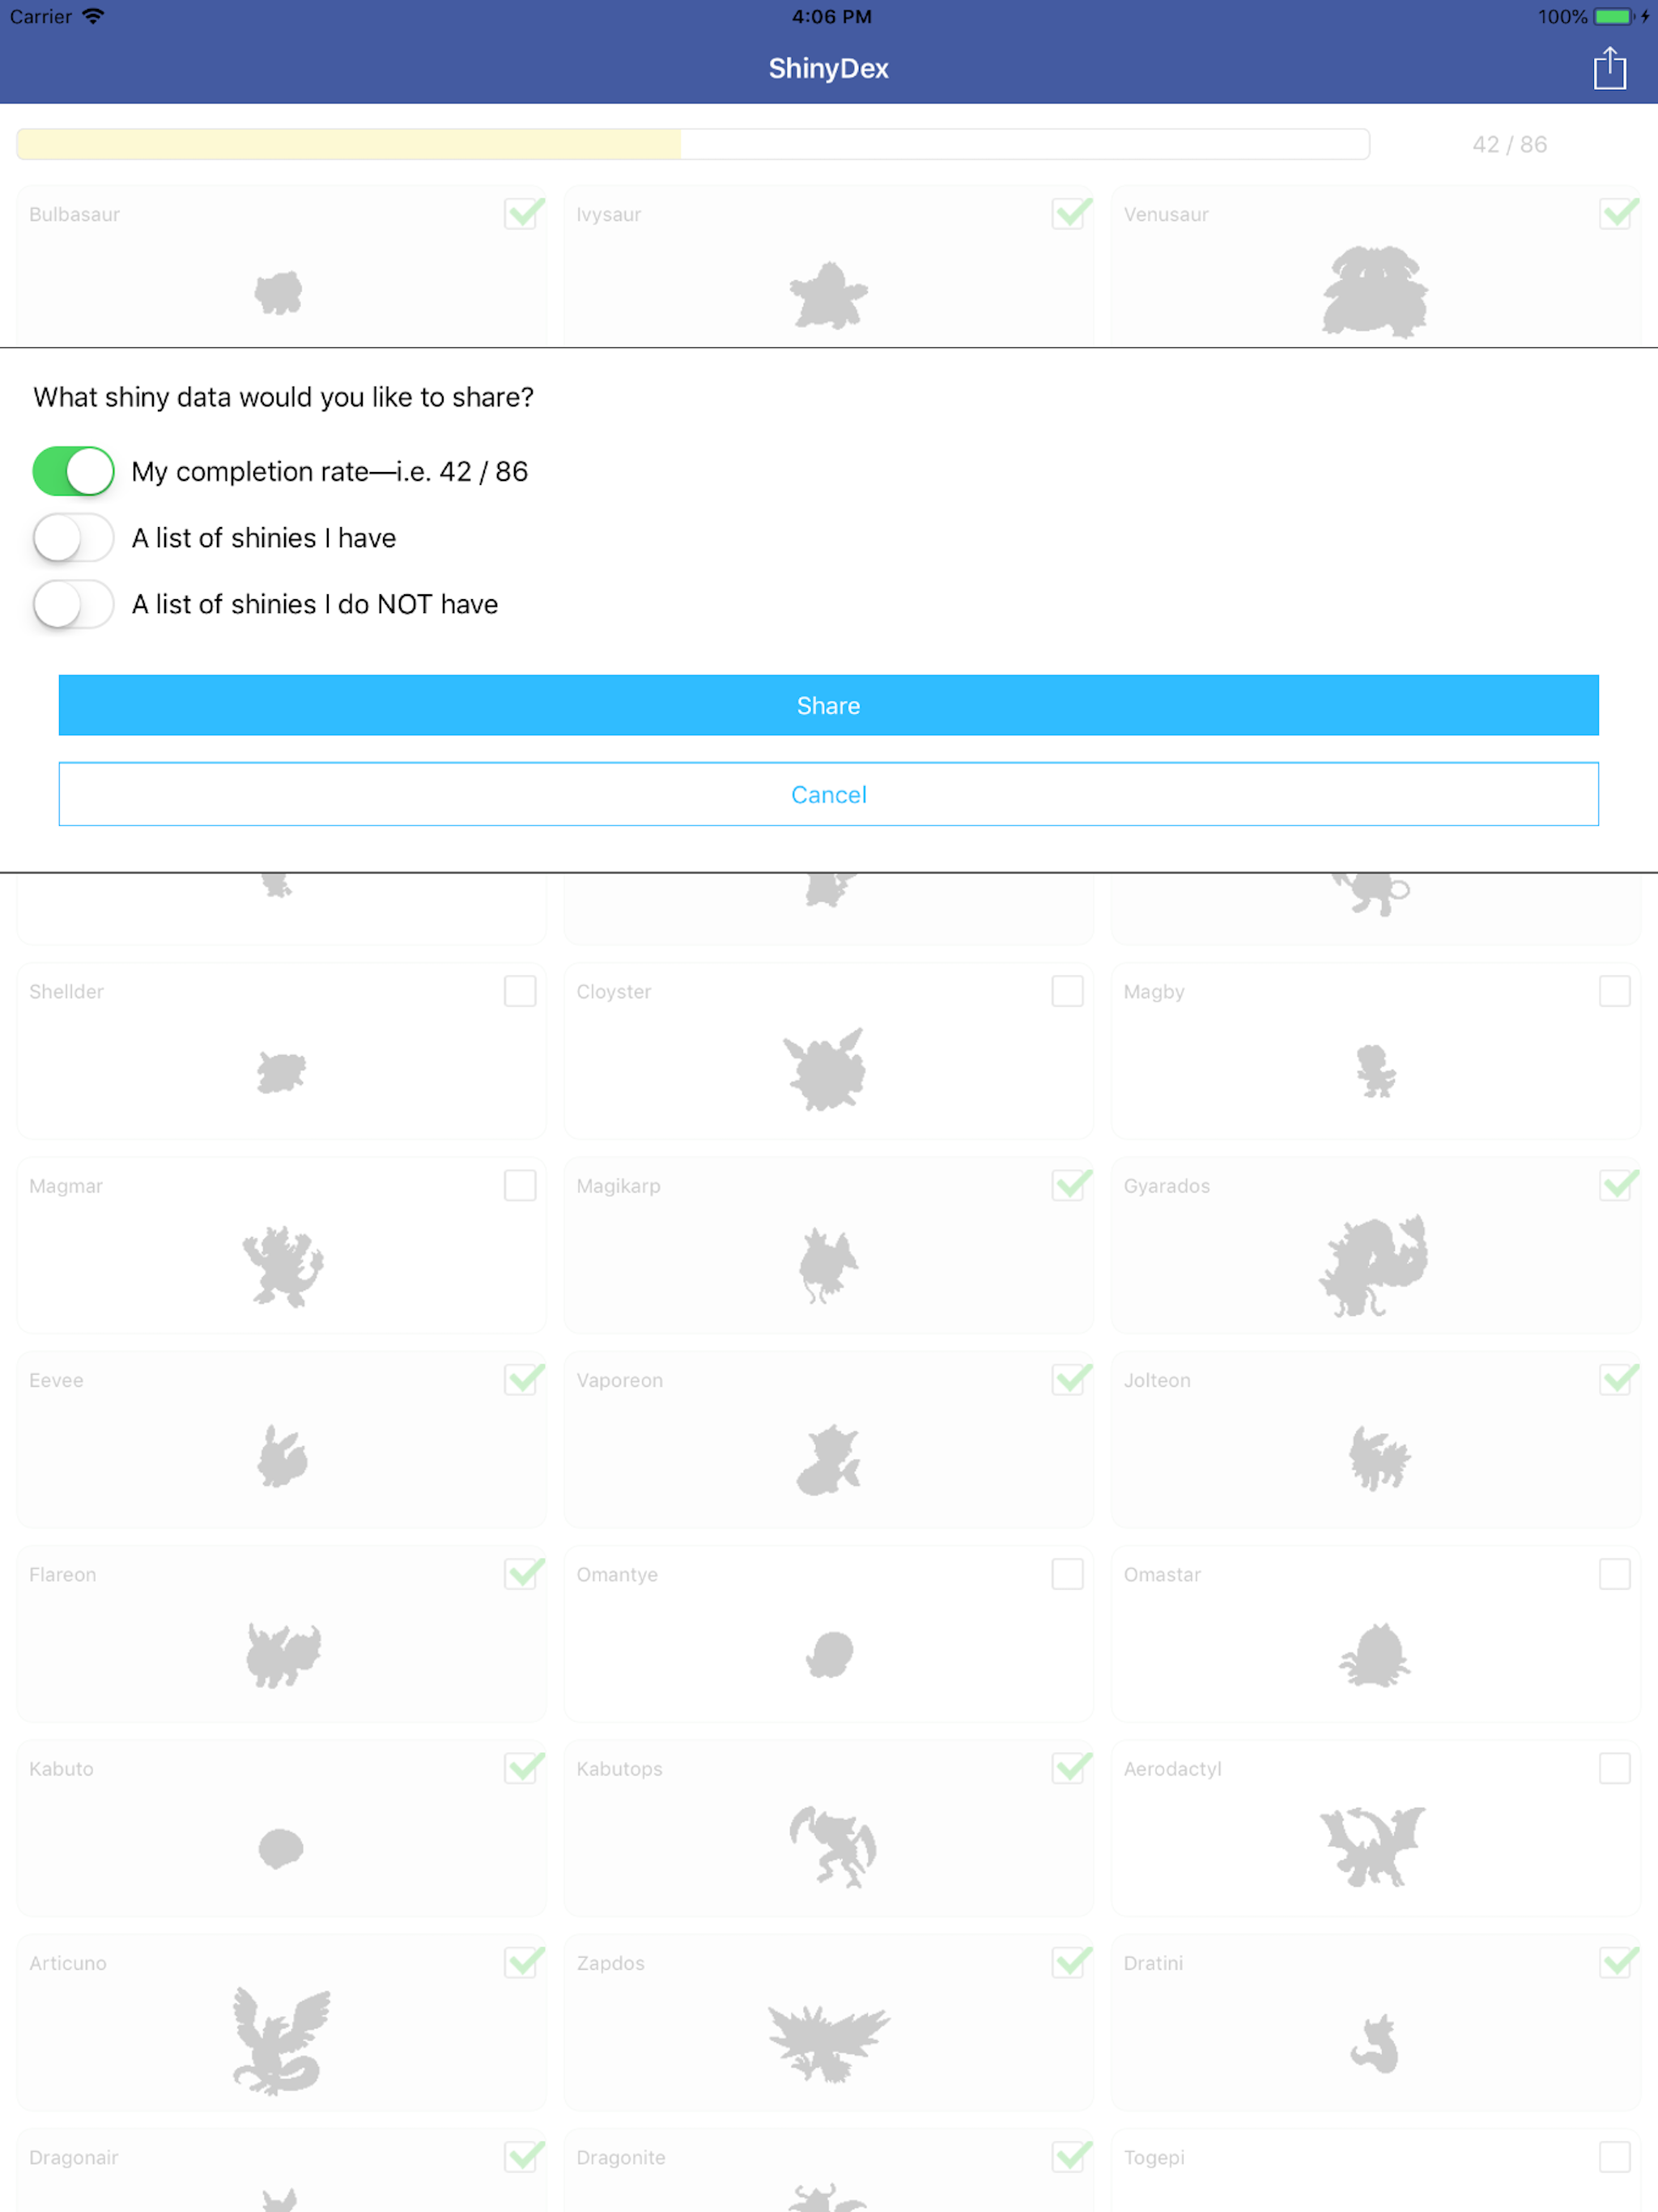 Carrier 4:06 PM 100%
ShinyDex
42 / 86
Bulbasaur Ivysaur Venusaur
What shiny data would you like to share?
My completion rate—i.e. 42 / 86
A list of shinies I have
A list of shinies I do NOT have
Share
Cancel
Shellder Cloyster Magby
Magmar Magikarp Gyarados
Eevee Vaporeon Jolteon
Flareon Omantye Omastar
Kabuto Kabutops Aerodactyl
Articuno Zapdos Dratini
Dragonair Dragonite Togepi